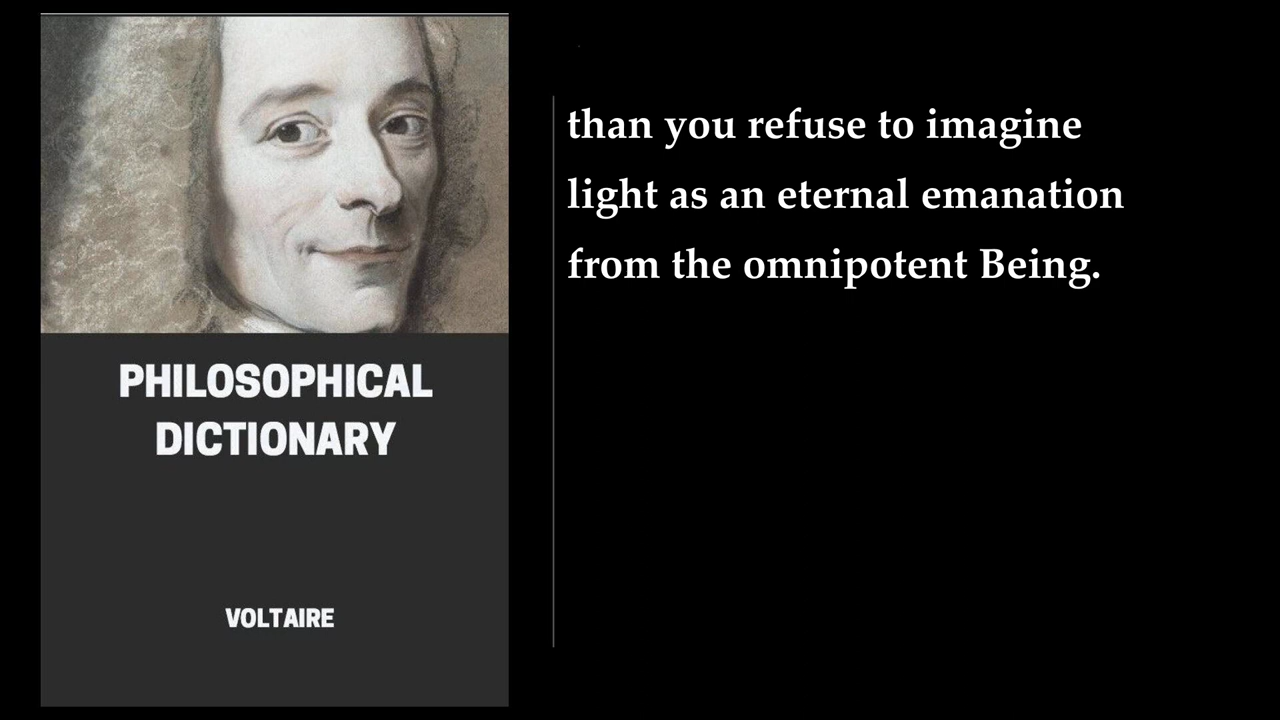 PHILOSOPHICAL
DICTIONARY
VOLTAIRE
than you refuse to imagine
light as an eternal emanation
from the omnipotent Being.